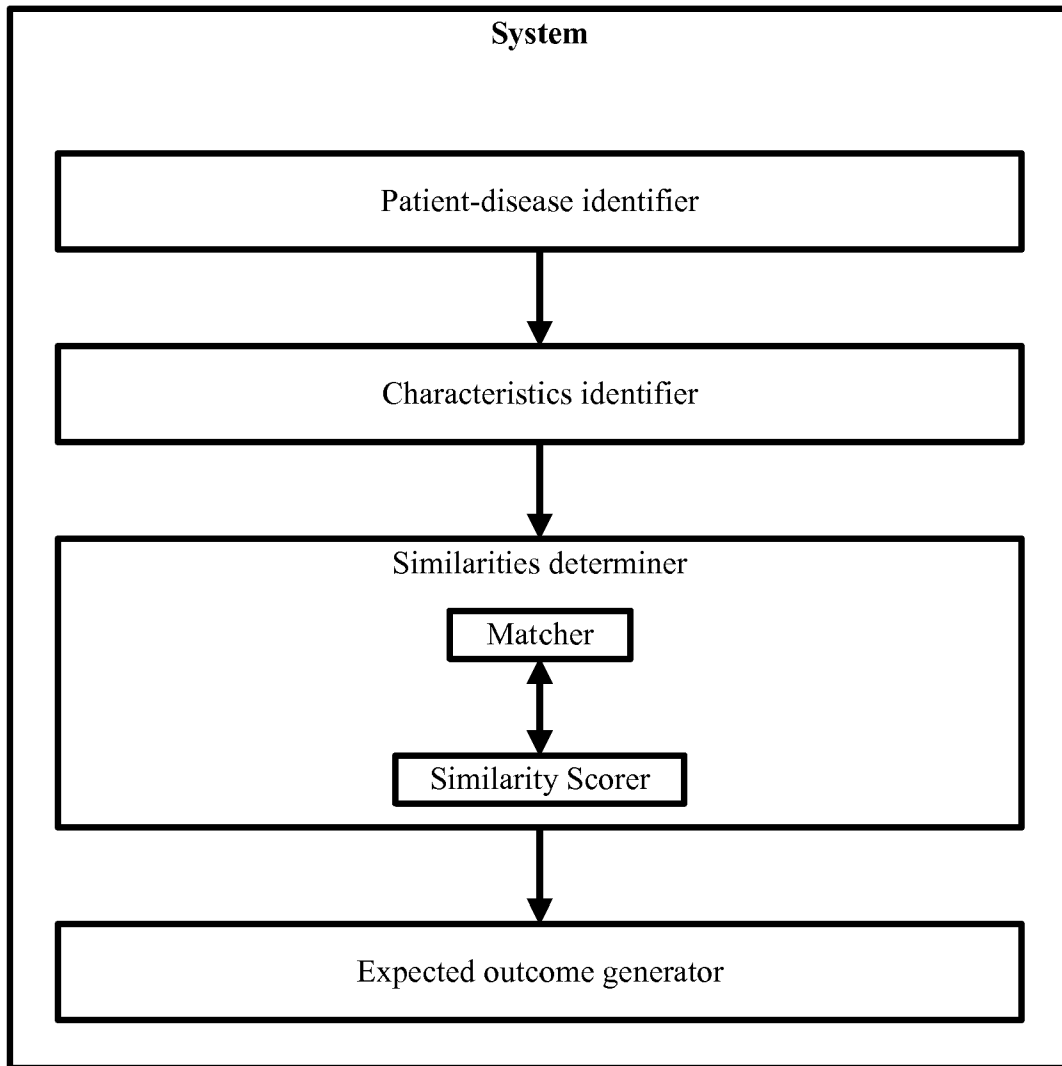 System
Patient-disease identifier
Characteristics identifier
Similarities determiner
Matcher
Similarity Scorer
Expected outcome generator